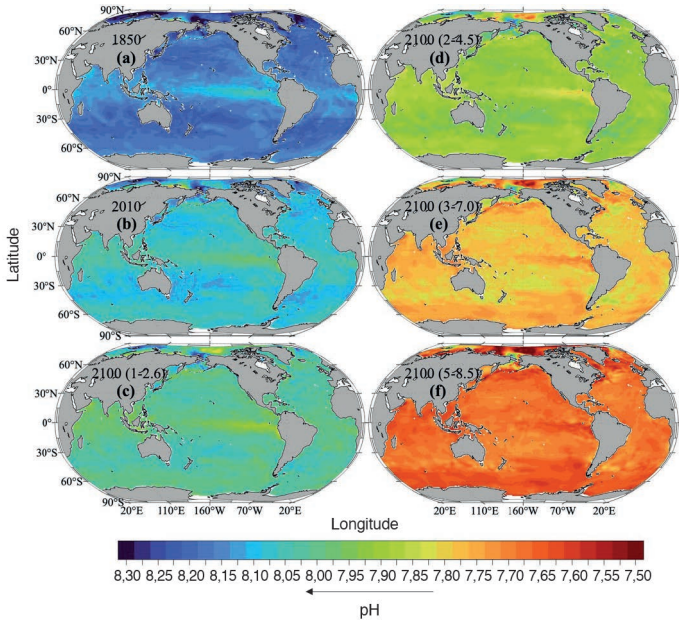 90°N
60°N
30°N
0°
30°S
60°S
1850
(a)
2100 (2-4.5)
(d)
90°N
60°N
30°N
0°
30°S
60°S
90°S
2010
(b)
2100 (3-7.0)
(e)
60°N
30°N
0°
30°S
60°S
90°S
2100 (1-2.6)
(c)
2100 (5-8.5)
(f)
Latitude
20°E 110°E 160°W 70°W 20°E
20°E 110°E 160°W 70°W 20°E
Longitude
8,30 8,25 8,20 8,15 8,10 8,05 8,00 7,95 7,90 7,85 7,80 7,75 7,70 7,65 7,60 7,55 7,50
pH